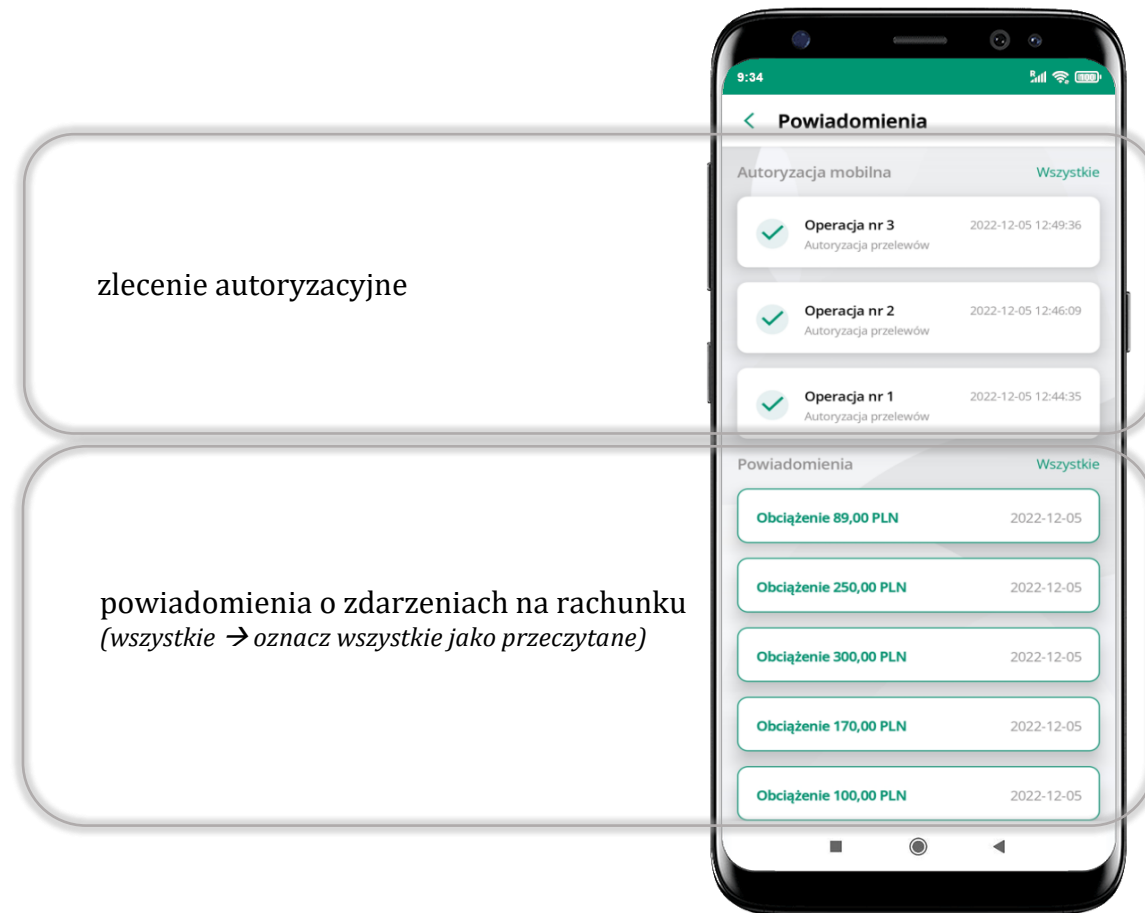 9:34
R
100
Powiadomienia
Autoryzacja mobilna Wszystkie
Operacja nr 3 2022-12-05 12:49:36
Autoryzacja przelewów
zlecenie autoryzacyjne
Operacja nr 2 2022-12-05 12:46:09
Autoryzacja przelewów
Operacja nr 1 2022-12-05 12:44:35
Autoryzacja przelewów
Powiadomienia Wszystkie
Obciążenie 89,00 PLN 2022-12-05
Obciążenie 250,00 PLN 2022-12-05
powiadomienia o zdarzeniach na rachunku
(wszystkie → oznacz wszystkie jako przeczytane)
Obciążenie 300,00 PLN 2022-12-05
Obciążenie 170,00 PLN 2022-12-05
Obciążenie 100,00 PLN 2022-12-05